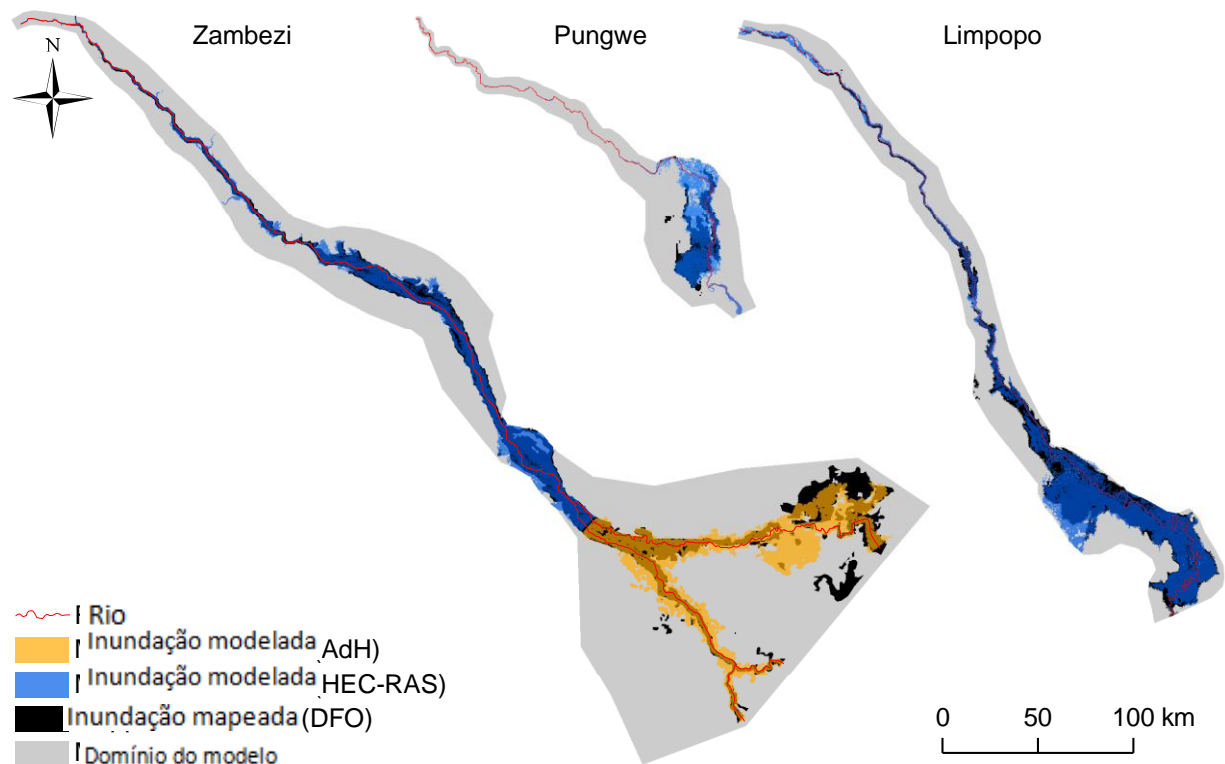 Zambezi
Pungwe
Limpopo
N
Rio
Inundação modelada (AdH)
Inundação modelada (HEC-RAS)
Inundação mapeada (DFO)
Domínio do modelo
0 50 100 km